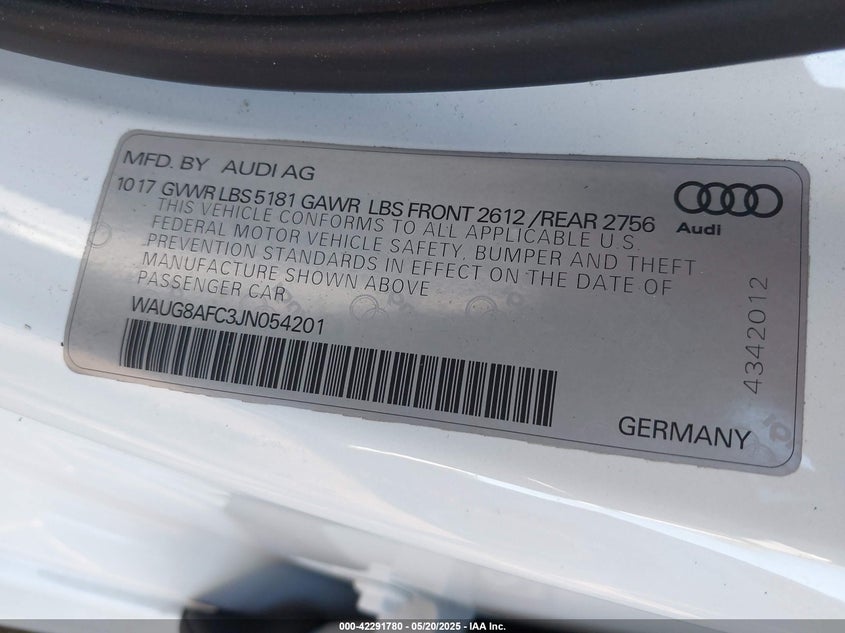 MFD. BY AUDI AG
10 17 GVWR LBS 5181 GAWR LBS FRONT 2612 / REAR 2756
THIS VEHICLE CONFORMS TO ALL APPLICABLE U.S.
FEDERAL MOTOR VEHICLE SAFETY, BUMPER AND THEFT
PREVENTION STANDARDS IN EFFECT ON THE DATE OF
MANUFACTURE SHOWN ABOVE
PASSENGER CAR
WAUG8AFC3JN054201
Audi
4342012
GERMANY
000-42291780 - 05/20/2025 - IAA Inc.